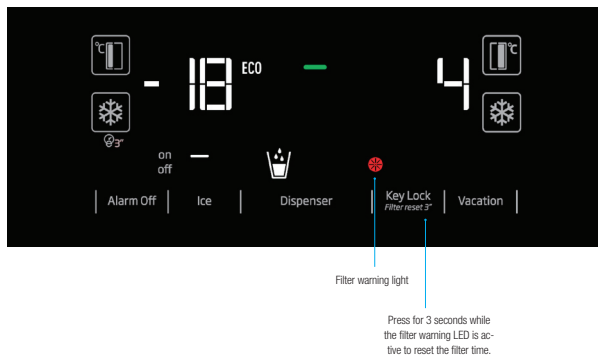 °C
-18 ECO
4 °C
3"
on
off
Alarm Off
Ice
Dispenser
Key Lock
Filter reset 3"
Vacation
Filter warning light
Press for 3 seconds while
the filter warning LED is ac-
tive to reset the filter time.